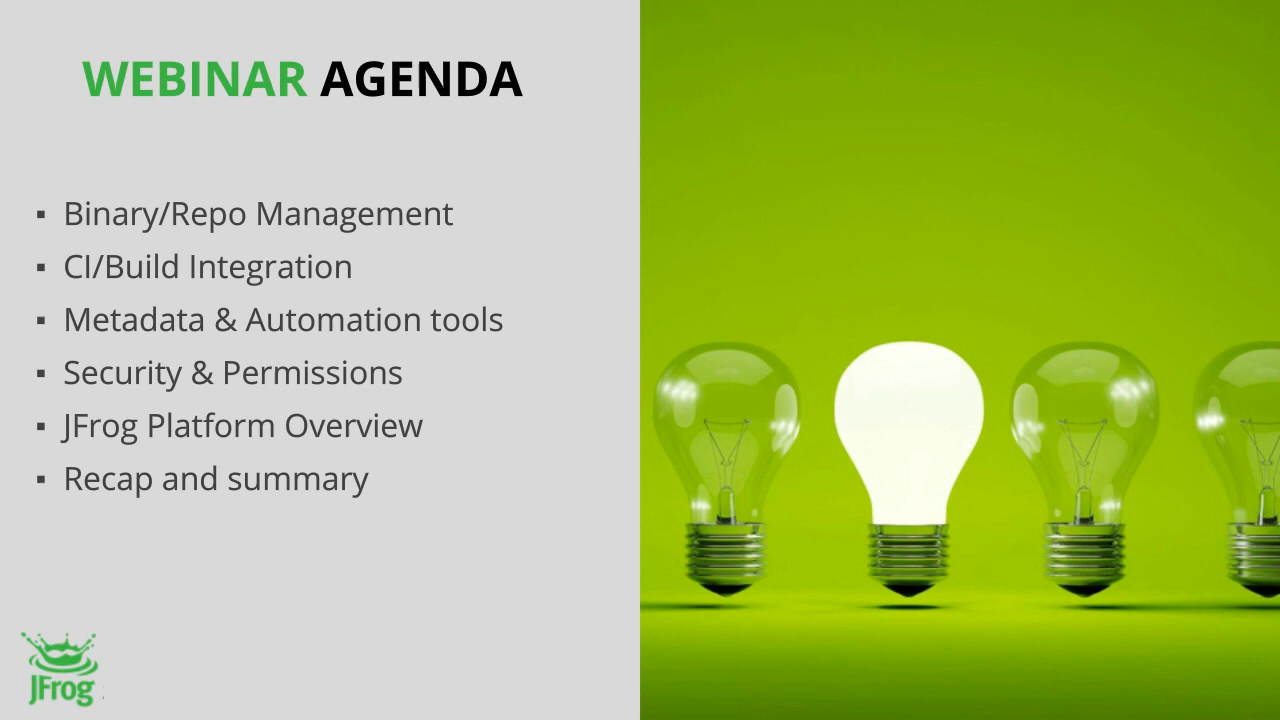 WEBINAR AGENDA
▪ Binary/Repo Management
▪ CI/Build Integration
▪ Metadata & Automation tools
▪ Security & Permissions
▪ JFrog Platform Overview
▪ Recap and summary
JFrog